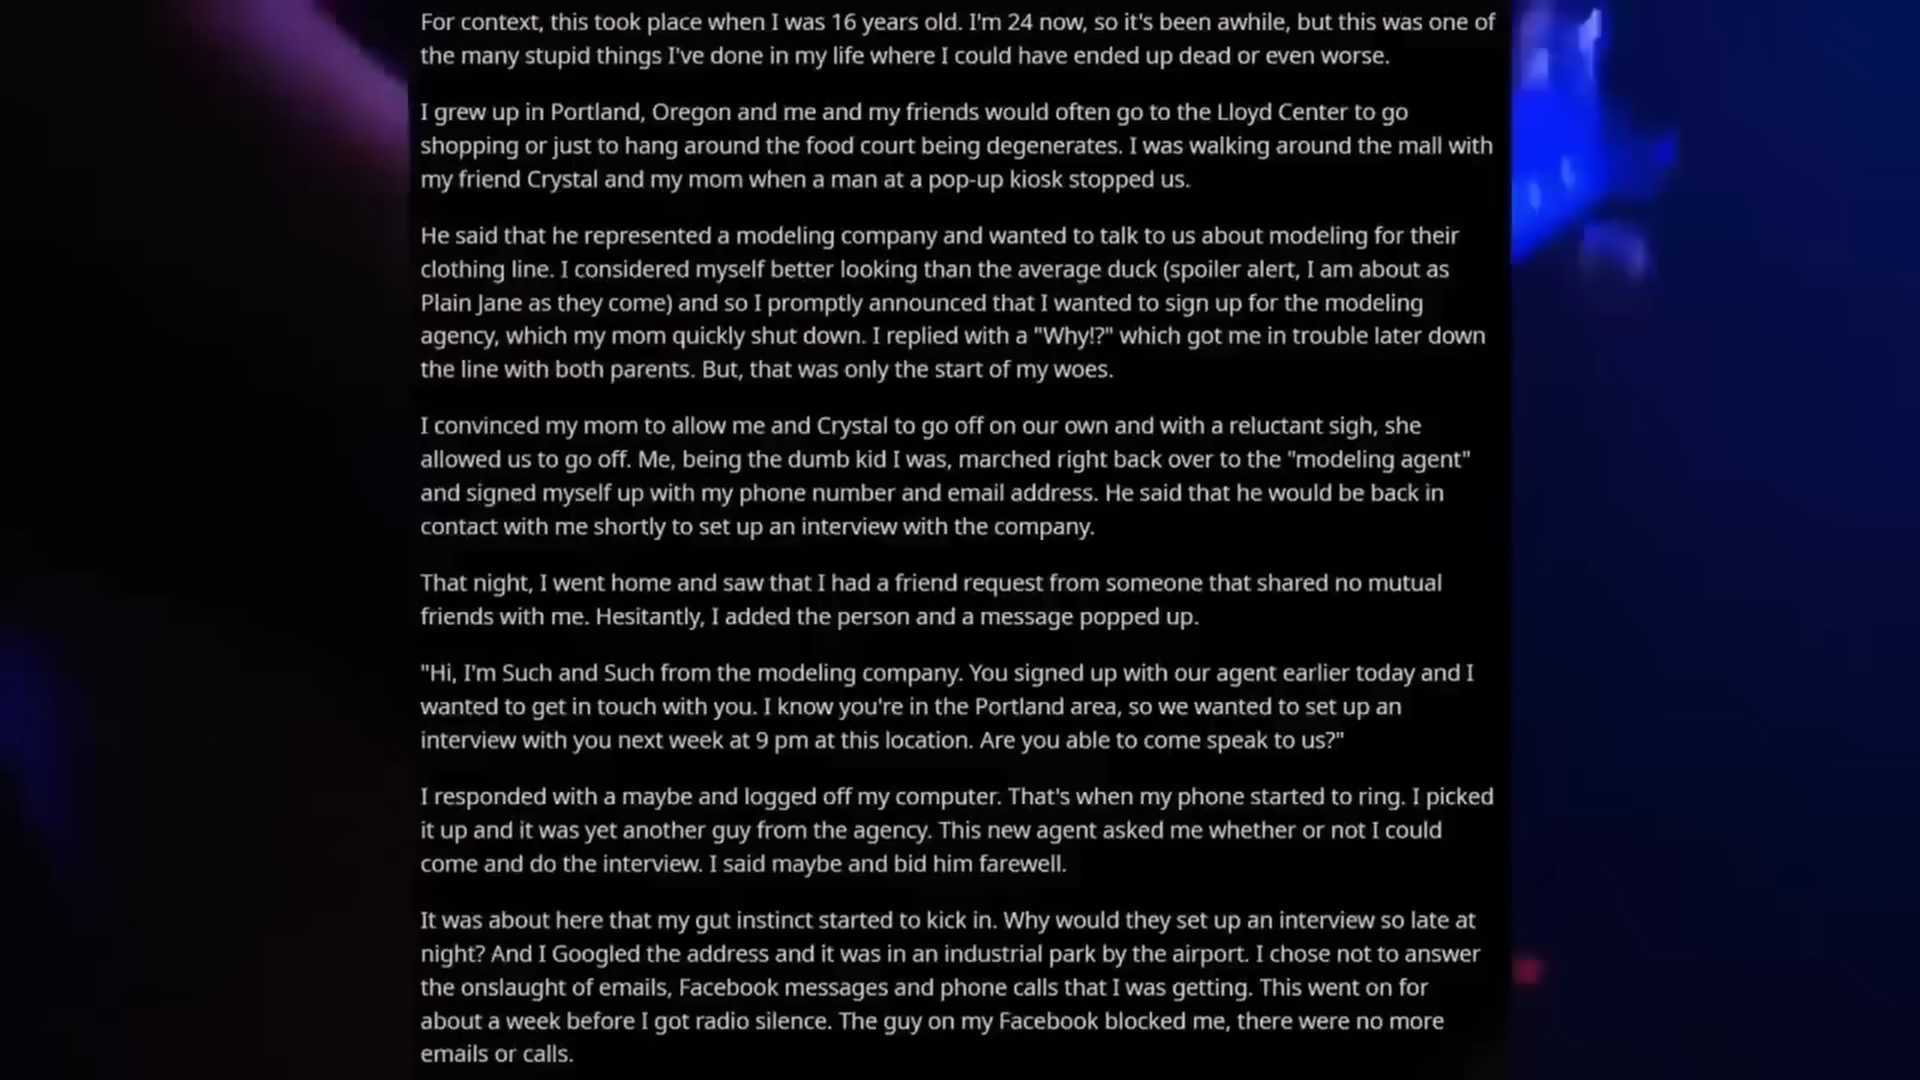 For context, this took place when I was 16 years old. I'm 24 now, so it's been awhile, but this was one of
the many stupid things I've done in my life where I could have ended up dead or even worse.
I grew up in Portland, Oregon and me and my friends would often go to the Lloyd Center to go
shopping or just to hang around the food court being degenerates. I was walking around the mall with
my friend Crystal and my mom when a man at a pop-up kiosk stopped us.
He said that he represented a modeling company and wanted to talk to us about modeling for their
clothing line. I considered myself better looking than the average duck (spoiler alert, I am about as
Plain Jane as they come) and so I promptly announced that I wanted to sign up for the modeling
agency, which my mom quickly shut down. I replied with a "Why!?" which got me in trouble later down
the line with both parents. But, that was only the start of my woes.
I convinced my mom to allow me and Crystal to go off on our own and with a reluctant sigh, she
allowed us to go off. Me, being the dumb kid I was, marched right back over to the "modeling agent"
and signed myself up with my phone number and email address. He said that he would be back in
contact with me shortly to set up an interview with the company.
That night, I went home and saw that I had a friend request from someone that shared no mutual
friends with me. Hesitantly, I added the person and a message popped up.
"Hi, I'm Such and Such from the modeling company. You signed up with our agent earlier today and I
wanted to get in touch with you. I know you're in the Portland area, so we wanted to set up an
interview with you next week at 9 pm at this location. Are you able to come speak to us?"
I responded with a maybe and logged off my computer. That's when my phone started to ring. I picked
it up and it was yet another guy from the agency. This new agent asked me whether or not I could
come and do the interview. I said maybe and bid him farewell.
It was about here that my gut instinct started to kick in. Why would they set up an interview so late at
night? And I Googled the address and it was in an industrial park by the airport. I chose not to answer
the onslaught of emails, Facebook messages and phone calls that I was getting. This went on for
about a week before I got radio silence. The guy on my Facebook blocked me, there were no more
emails or calls.